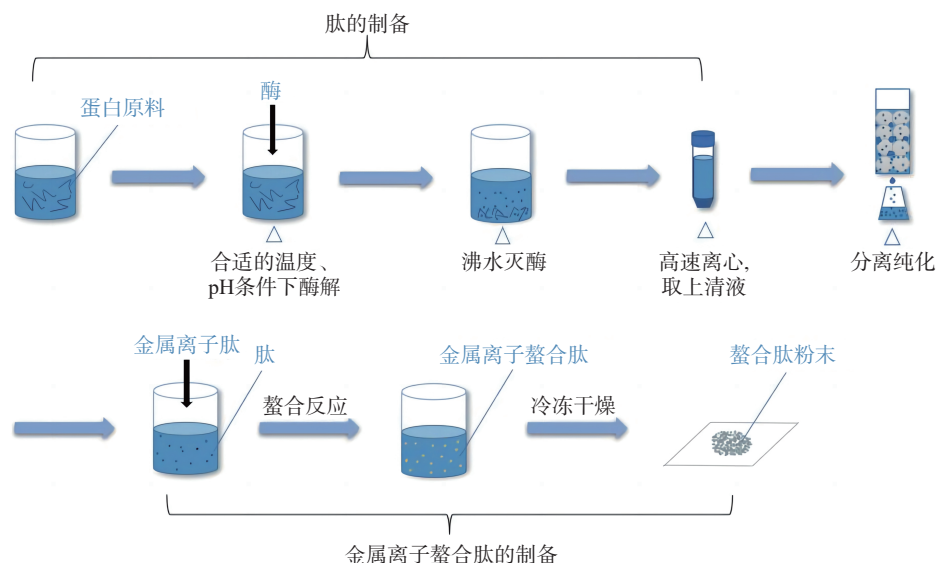 肽的制备
蛋白原料
酶
合适的温度、
pH条件下酶解
沸水灭酶
高速离心,
取上清液
分离纯化
金属离子肽
肽
螯合反应
金属离子螯合肽
冷冻干燥
螯合肽粉末
金属离子螯合肽的制备